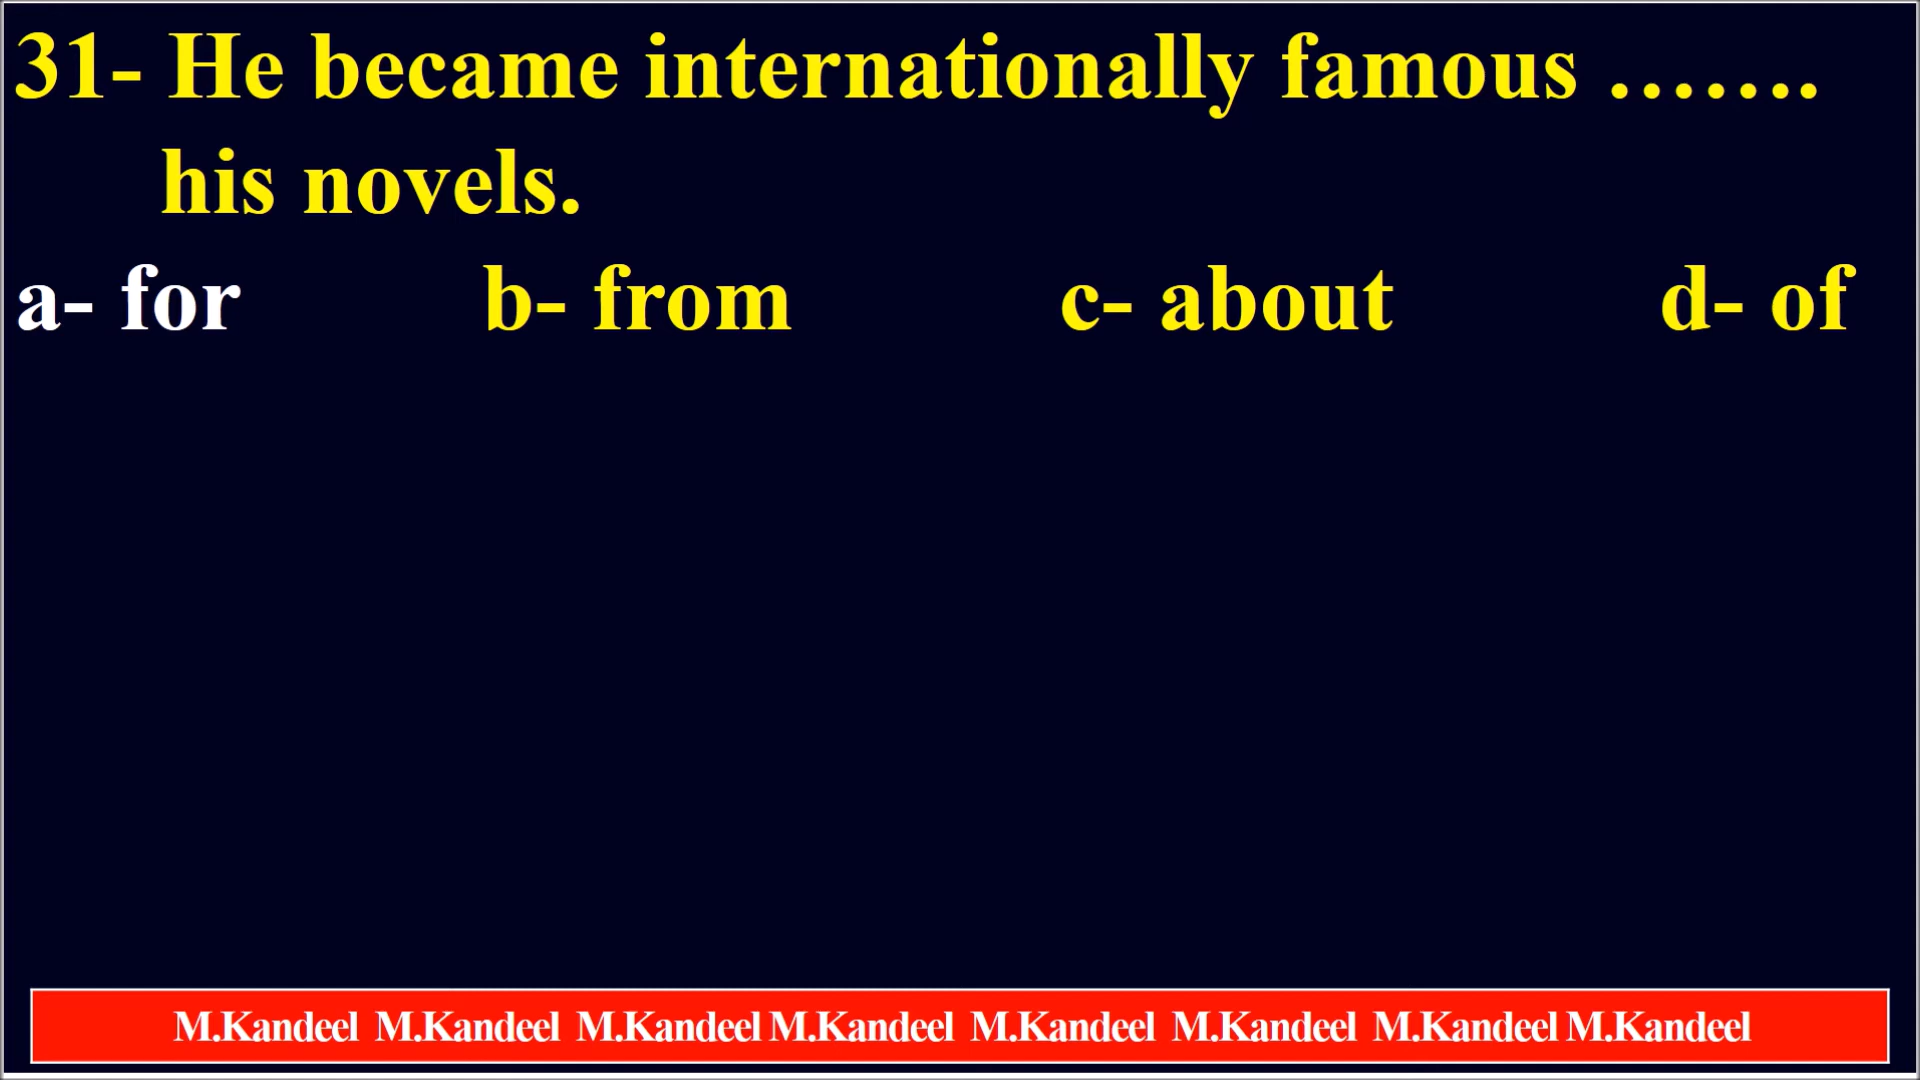 31- He became internationally famous …….
his novels.
a- for b- from c- about d- of
M.Kandeel M.Kandeel M.Kandeel M.Kandeel M.Kandeel M.Kandeel M.Kandeel M.Kandeel